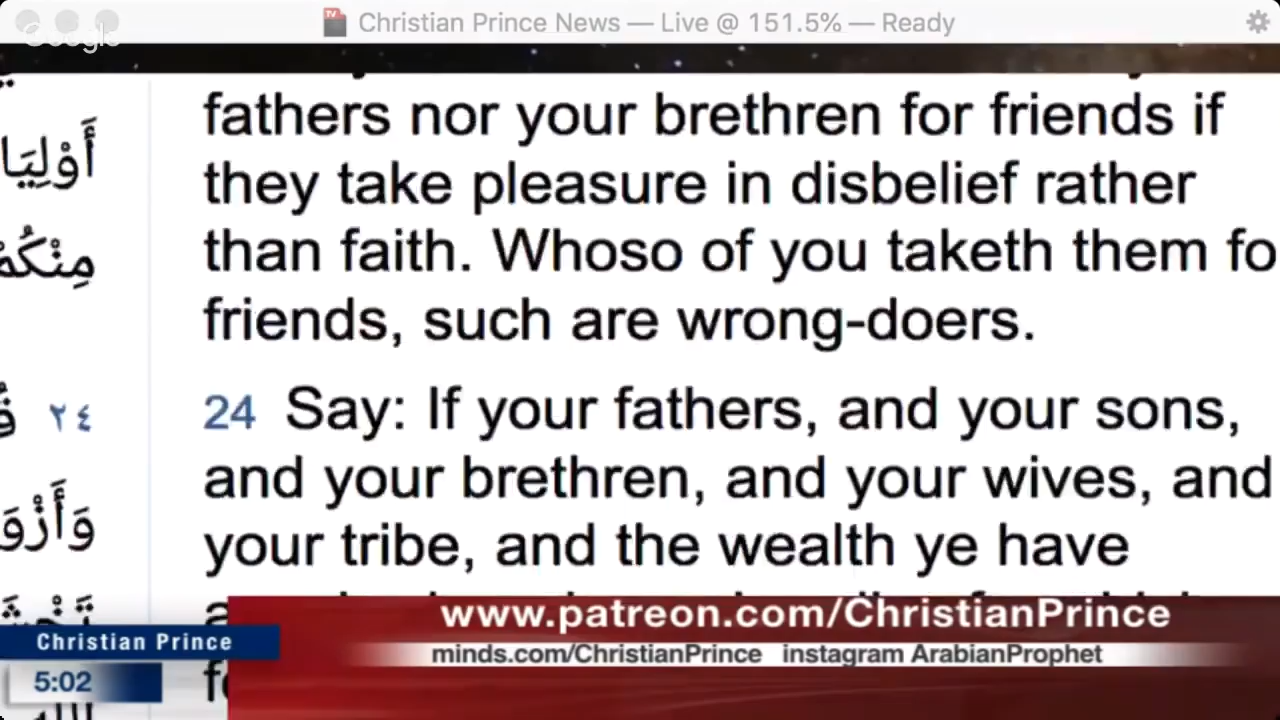 Christian Prince News — Live @ 151.5% — Ready
Google
fathers nor your brethren for friends if
أَوْلِيَا
they take pleasure in disbelief rather
than faith. Whoso of you taketh them fo
مِنْكُمْ
friends, such are wrong-doers.
٢٤
24 Say: If your fathers, and your sons,
and your brethren, and your wives, and
وَأَزْوَ
your tribe, and the wealth ye have
www.patreon.com/ChristianPrince
Christian Prince
minds.com/ChristianPrince instagram ArabianProphet
5:02